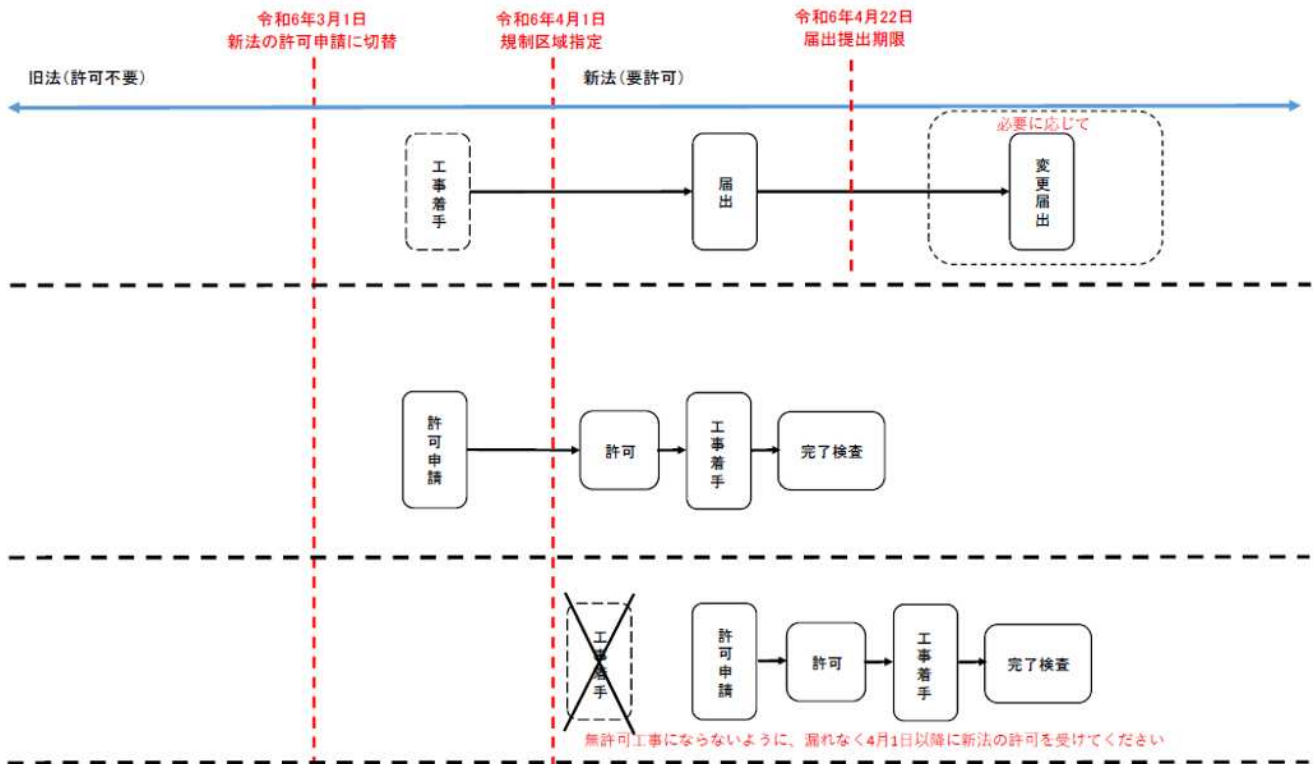 令和6年3月1日
新法の許可申請に切替
令和6年4月1日
規制区域指定
令和6年4月22日
届出提出期限
旧法(許可不要)
新法(要許可)
必要に応じて
工事着手
届出
変更届出
許可申請
許可
工事着手
完了検査
工事着手
許可申請
許可
工事着手
完了検査
無許可工事にならないように、漏れなく4月1日以降に新法の許可を受けてください